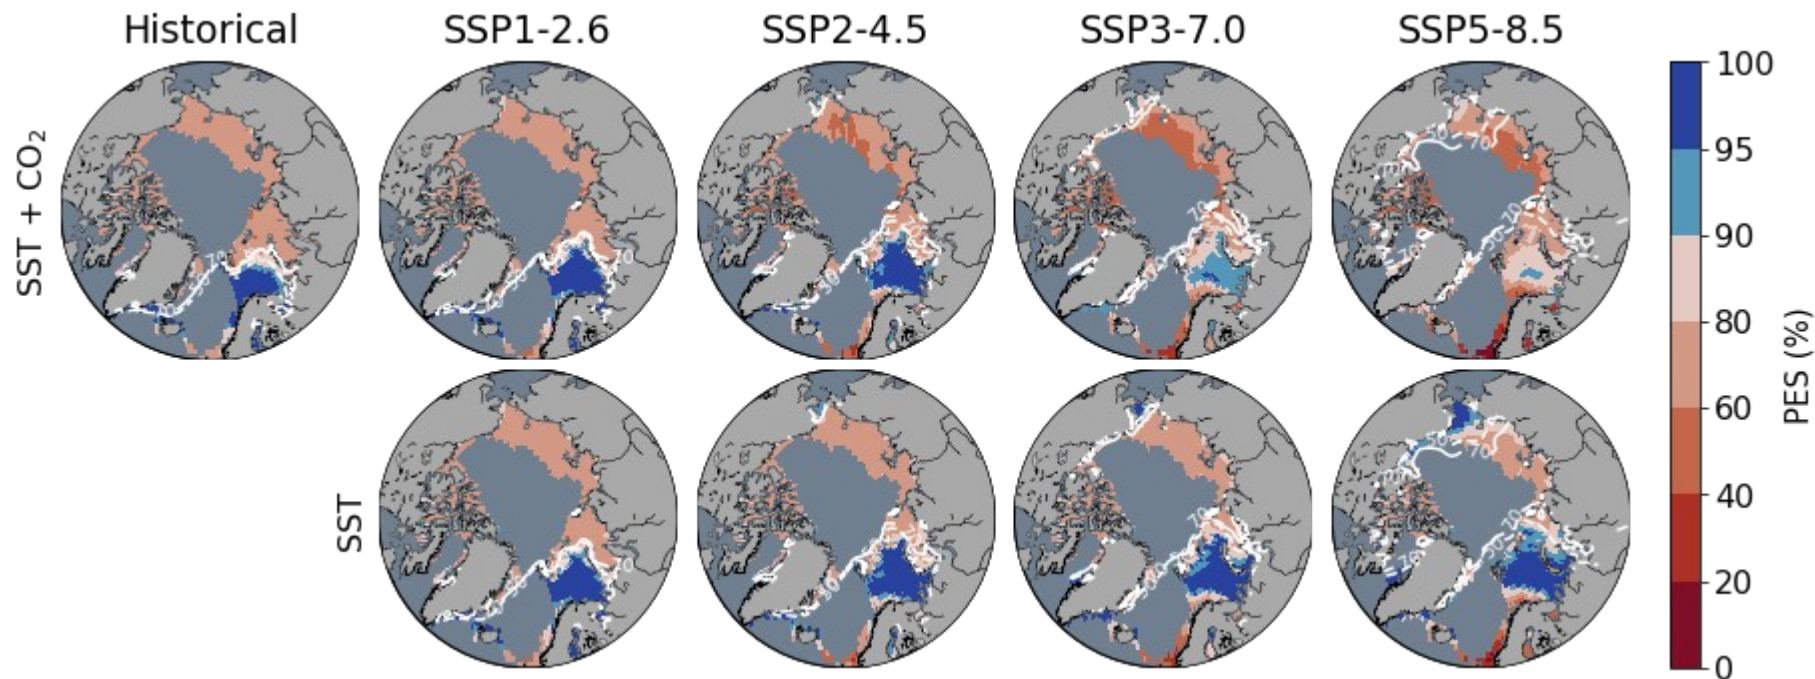 Historical
SSP1-2.6
SSP2-4.5
SSP3-7.0
SSP5-8.5
SST + CO₂
SST
100
95
90
80
60
40
20
0
PES (%)